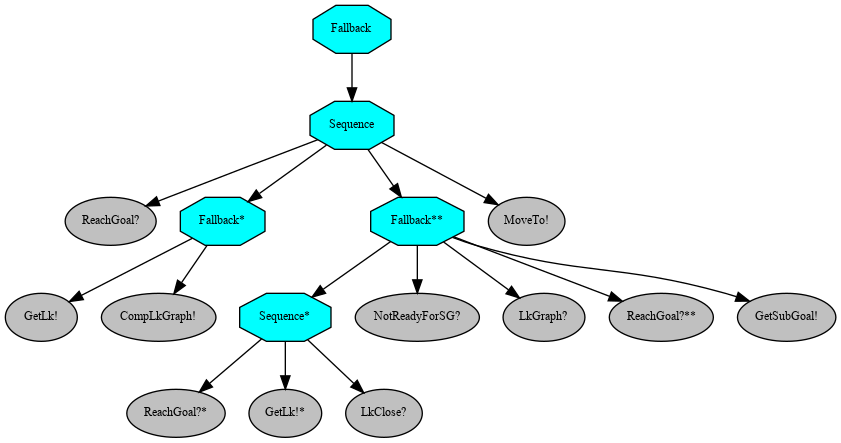 Fallback
Sequence
ReachGoal?
Fallback*
Fallback**
MoveTo!
GetLk!
CompLkGraph!
Sequence*
NotReadyForSG?
LkGraph?
ReachGoal?**
GetSubGoal!
ReachGoal?*
GetLk!*
LkClose?